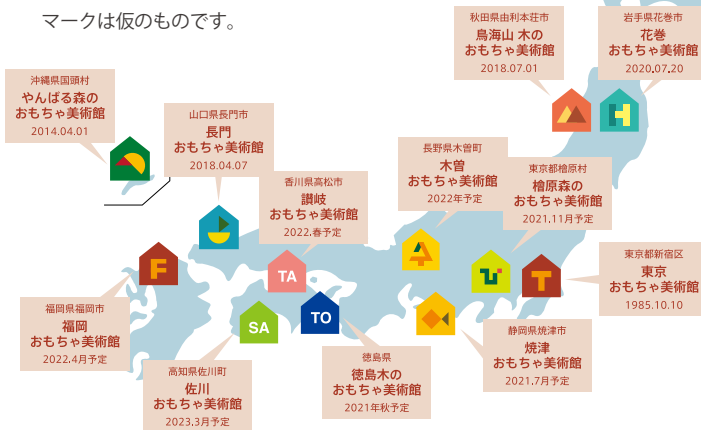 マークは仮のものです。
秋田県由利本荘市
鳥海山 木の
おもちゃ美術館
2018.07.01
岩手県花巻市
花巻
おもちゃ美術館
2020.07.20
沖縄県国頭村
やんばる森の
おもちゃ美術館
2014.04.01
山口県長門市
長門
おもちゃ美術館
2018.04.07
香川県高松市
讃岐
おもちゃ美術館
2022.春予定
長野県木曽町
木曽
おもちゃ美術館
2022年予定
東京都檜原村
檜原森の
おもちゃ美術館
2021.11月予定
東京都新宿区
東京
おもちゃ美術館
1985.10.10
H
F
TA
T
SA
TO
福岡県福岡市
福岡
おもちゃ美術館
2022.4月予定
高知県佐川町
佐川
おもちゃ美術館
2023.3月予定
徳島県
徳島木の
おもちゃ美術館
2021年秋予定
静岡県焼津市
焼津
おもちゃ美術館
2021.7月予定